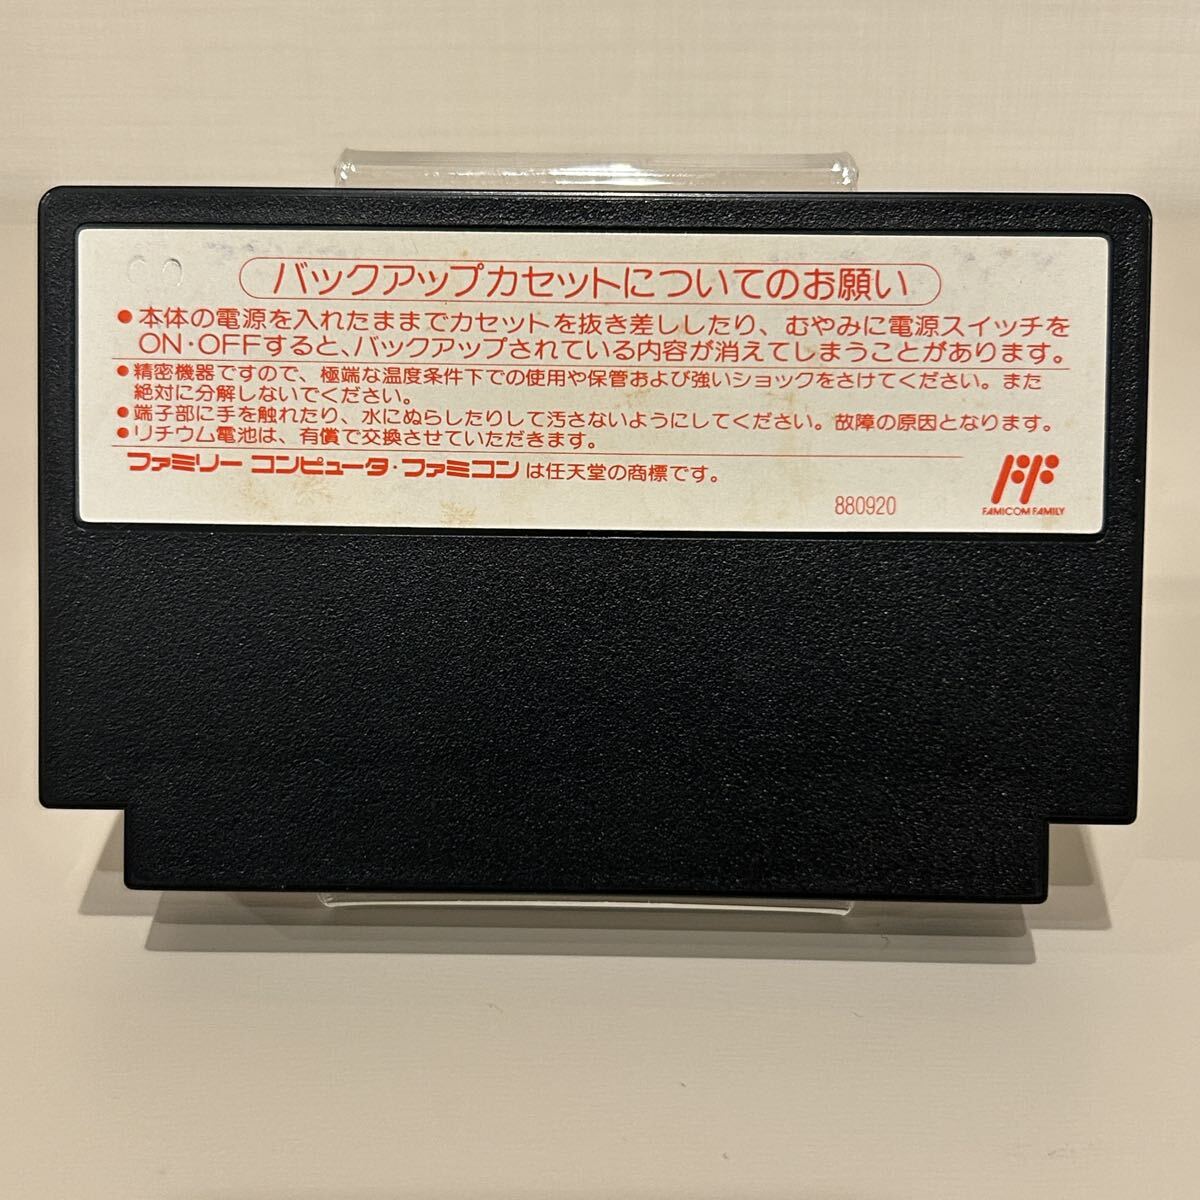 バックアップカセットについてのお願い
●本体の電源を入れたままでカセットを抜き差ししたり、むやみに電源スイッチを
ON・OFFすると、バックアップされている内容が消えてしまうことがあります。
●精密機器ですので、極端な温度条件下での使用や保管および強いショックをさけてください。また
絶対に分解しないでください。
●端子部に手を触れたり、水にぬらしたりして汚さないようにしてください。故障の原因となります。
●リチウム電池は、有償で交換させていただきます。
ファミリー コンピュータ・ファミコン は任天堂の商標です。
880920
FAMICOM FAMILY